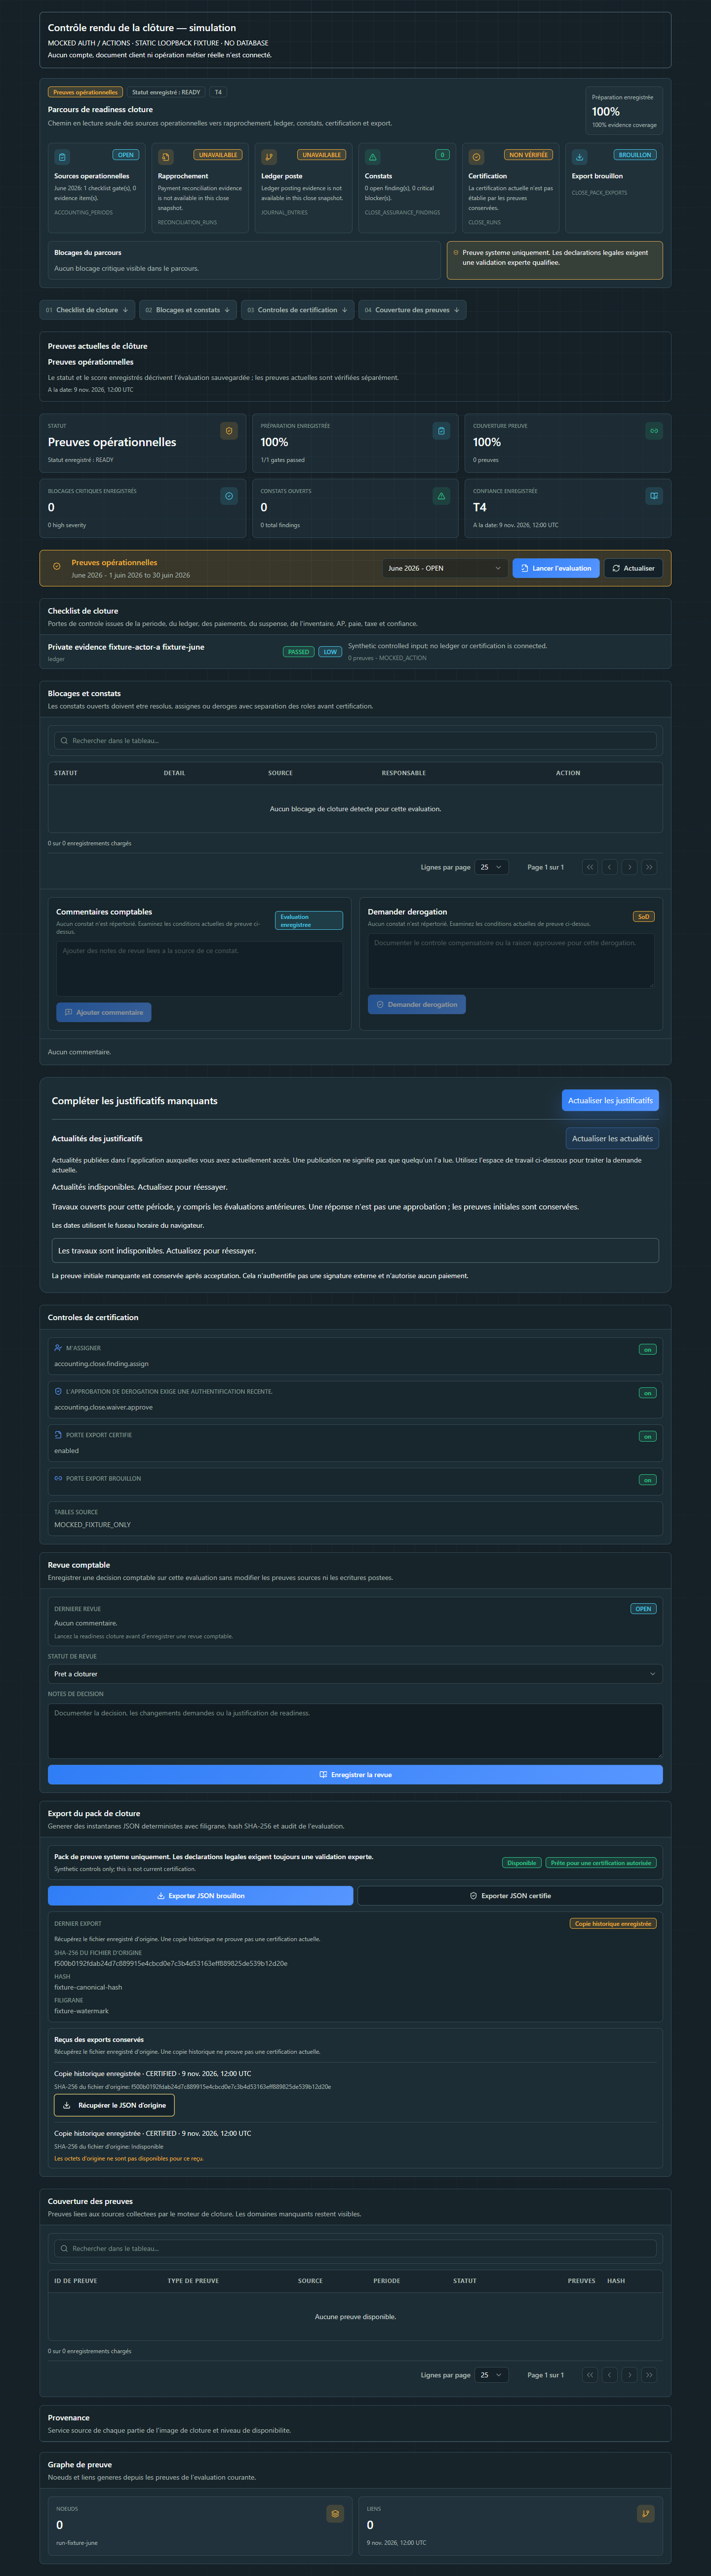 Contrôle rendu de la clôture — simulation
MOCKED AUTH / ACTIONS · STATIC LOOPBACK FIXTURE · NO DATABASE
Aucun compte, document client ni opération métier réelle n'est connecté.
Preuves opérationnelles
Statut enregistré : READY
T4
Parcours de readiness cloture
Chemin en lecture seule des sources operationnelles vers rapprochement, ledger, constats, certification et export.
Préparation enregistrée
100%
100% evidence coverage
OPEN
Sources operationnelles
June 2026: 1 checklist gate(s), 0
evidence item(s).
ACCOUNTING_PERIODS
UNAVAILABLE
Rapprochement
Payment reconciliation evidence
is not available in this close
snapshot.
RECONCILIATION_RUNS
UNAVAILABLE
Ledger poste
Ledger posting evidence is not
available in this close snapshot.
JOURNAL_ENTRIES
0
Constats
0 open finding(s), 0 critical
blocker(s).
CLOSE_ASSURANCE_FINDINGS
NON VÉRIFIÉE
Certification
La certification actuelle n'est pas
établie par les preuves
conservées.
CLOSE_RUNS
BROUILLON
Export brouillon
CLOSE_PACK_EXPORTS
Blocages du parcours
Aucun blocage critique visible dans le parcours.
Preuve systeme uniquement. Les declarations legales exigent
une validation experte qualifiee.
01 Checklist de cloture
02 Blocages et constats
03 Controles de certification
04 Couverture des preuves
Preuves actuelles de clôture
Preuves opérationnelles
Le statut et le score enregistrés décrivent l'évaluation sauvegardée ; les preuves actuelles sont vérifiées séparément.
A la date: 9 nov. 2026, 12:00 UTC
STATUT
Preuves opérationnelles
Statut enregistré : READY
PRÉPARATION ENREGISTRÉE
100%
1/1 gates passed
COUVERTURE PREUVE
100%
0 preuves
BLOCAGES CRITIQUES ENREGISTRÉS
0
0 high severity
CONSTATS OUVERTS
0
0 total findings
CONFIANCE ENREGISTRÉE
T4
A la date: 9 nov. 2026, 12:00 UTC
Preuves opérationnelles
June 2026 - 1 juin 2026 to 30 juin 2026
June 2026 - OPEN
Lancer l'evaluation
Actualiser
Checklist de cloture
Portes de controle issues de la periode, du ledger, des paiements, du suspense, de l'inventaire, AP, paie, taxe et confiance.
Private evidence fixture-actor-a fixture-june
ledger
PASSED
LOW
Synthetic controlled input; no ledger or certification is connected.
0 preuves - MOCKED_ACTION
Blocages et constats
Les constats ouverts doivent etre resolus, assignes ou deroges avec separation des roles avant certification.
Rechercher dans le tableau...
STATUT DETAIL SOURCE RESPONSABLE ACTION
Aucun blocage de cloture detecte pour cette evaluation.
0 sur 0 enregistrements chargés
Lignes par page 25 Page 1 sur 1
Commentaires comptables
Aucun constat n'est répertorié. Examinez les conditions actuelles de preuve ci-
dessus.
Evaluation
enregistree
Ajouter des notes de revue liees a la source de ce constat.
Ajouter commentaire
Demander derogation
Aucun constat n'est répertorié. Examinez les conditions actuelles de preuve ci-dessus.
SoD
Documenter le controle compensatoire ou la raison approuvee pour cette derogation.
Demander derogation
Aucun commentaire.
Compléter les justificatifs manquants
Actualiser les justificatifs
Actualités des justificatifs
Actualiser les actualités
Actualités publiées dans l'application auxquelles vous avez actuellement accès. Une publication ne signifie pas que quelqu'un l'a lue. Utilisez l'espace de travail ci-dessous pour traiter la demande
actuelle.
Actualités indisponibles. Actualisez pour réessayer.
Travaux ouverts pour cette période, y compris les évaluations antérieures. Une réponse n'est pas une approbation ; les preuves initiales sont conservées.
Les dates utilisent le fuseau horaire du navigateur.
Les travaux sont indisponibles. Actualisez pour réessayer.
La preuve initiale manquante est conservée après acceptation. Cela n'authentifie pas une signature externe et n'autorise aucun paiement.
Controles de certification
M'ASSIGNER
on
accounting.close.finding.assign
L'APPROBATION DE DEROGATION EXIGE UNE AUTHENTIFICATION RECENTE.
on
accounting.close.waiver.approve
PORTE EXPORT CERTIFIE
on
enabled
PORTE EXPORT BROUILLON
on
TABLES SOURCE
MOCKED_FIXTURE_ONLY
Revue comptable
Enregistrer une decision comptable sur cette evaluation sans modifier les preuves sources ni les ecritures postees.
DERNIERE REVUE
OPEN
Aucun commentaire.
Lancez la readiness cloture avant d'enregistrer une revue comptable.
STATUT DE REVUE
Pret a cloturer
NOTES DE DECISION
Documenter la decision, les changements demandes ou la justification de readiness.
Enregistrer la revue
Export du pack de cloture
Generer des instantanes JSON deterministes avec filigrane, hash SHA-256 et audit de l'evaluation.
Pack de preuve systeme uniquement. Les declarations legales exigent toujours une validation experte.
Synthetic controls only; this is not current certification.
Disponible
Prête pour une certification autorisée
Exporter JSON brouillon
Exporter JSON certifie
DERNIER EXPORT
Copie historique enregistrée
Récupérez le fichier enregistré d'origine. Une copie historique ne prouve pas une certification actuelle.
SHA-256 DU FICHIER D'ORIGINE
f500b0192fdab24d7c889915e4cbcd0e7c3b4d53163eff889825de539b12d20e
HASH
fixture-canonical-hash
FILIGRANE
fixture-watermark
Reçus des exports conservés
Récupérez le fichier enregistré d'origine. Une copie historique ne prouve pas une certification actuelle.
Copie historique enregistrée · CERTIFIED · 9 nov. 2026, 12:00 UTC
SHA-256 du fichier d'origine: f500b0192fdab24d7c889915e4cbcd0e7c3b4d53163eff889825de539b12d20e
Récupérer le JSON d'origine
Copie historique enregistrée · CERTIFIED · 9 nov. 2026, 12:00 UTC
SHA-256 du fichier d'origine: Indisponible
Les octets d'origine ne sont pas disponibles pour ce reçu.
Couverture des preuves
Preuves liees aux sources collectees par le moteur de cloture. Les domaines manquants restent visibles.
Rechercher dans le tableau...
ID DE PREUVE TYPE DE PREUVE SOURCE PERIODE STATUT PREUVES HASH
Aucune preuve disponible.
0 sur 0 enregistrements chargés
Lignes par page 25 Page 1 sur 1
Provenance
Service source de chaque partie de l'image de cloture et niveau de disponibilite.
Graphe de preuve
Noeuds et liens generes depuis les preuves de l'evaluation courante.
NOEUDS
0
run-fixture-june
LIENS
0
9 nov. 2026, 12:00 UTC